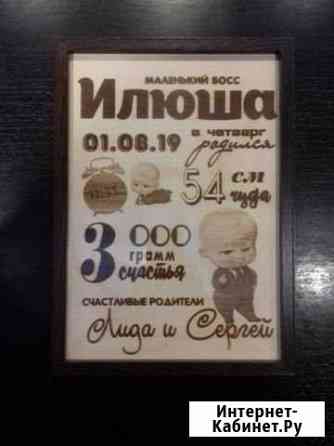 МАЛЕНЬКИЙ БОСС
Илюша
01.08.19 в четверг
родился
54 см
чуда
3 000
грамм
счастья
СЧАСТЛИВЫЕ РОДИТЕЛИ
Лида и Сергей
Интернет-
Кабинет.Ру